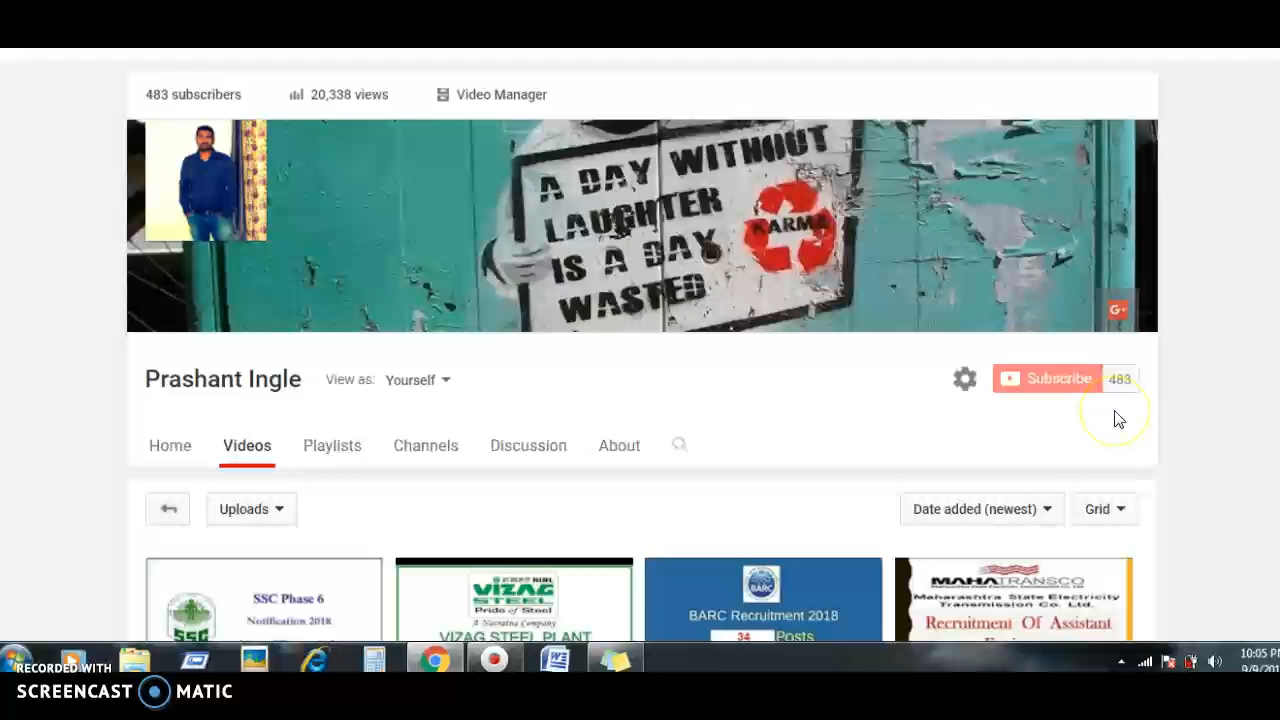 483 subscribers 20,338 views Video Manager
A DAY WITHOUT
LAUGHTER
IS A DAY
WASTED
KARMA
G+
Prashant Ingle View as: Yourself Subscribe 483
Home Videos Playlists Channels Discussion About
Uploads Date added (newest) Grid
SSC Phase 6
Notification 2018
SSC
VIZAG
STEEL
Pride of Steel
A Navratna Company
VIZAG STEEL PLANT
BARC
BARC Recruitment 2018
34 Posts
MAHATRANSCO
Maharashtra State Electricity
Transmission Co. Ltd.
Recruitment Of Assistant
10:05 PM
RECORDED WITH
SCREENCAST MATIC